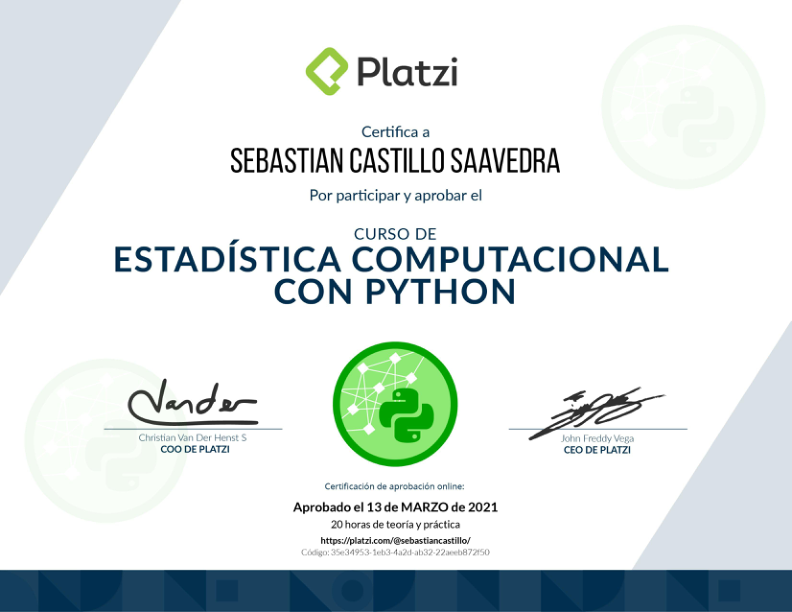 Platzi
Certifica a
SEBASTIAN CASTILLO SAAVEDRA
Por participar y aprobar el
CURSO DE
ESTADÍSTICA COMPUTACIONAL
CON PYTHON
Christian Van Der Henst S
COO DE PLATZI
John Freddy Vega
CEO DE PLATZI
Certificación de aprobación online:
Aprobado el 13 de MARZO de 2021
20 horas de teoría y práctica
https://platzi.com/@sebastiancastillo/
Código: 35e34953-1eb3-4a2d-ab32-22aeeb872f50